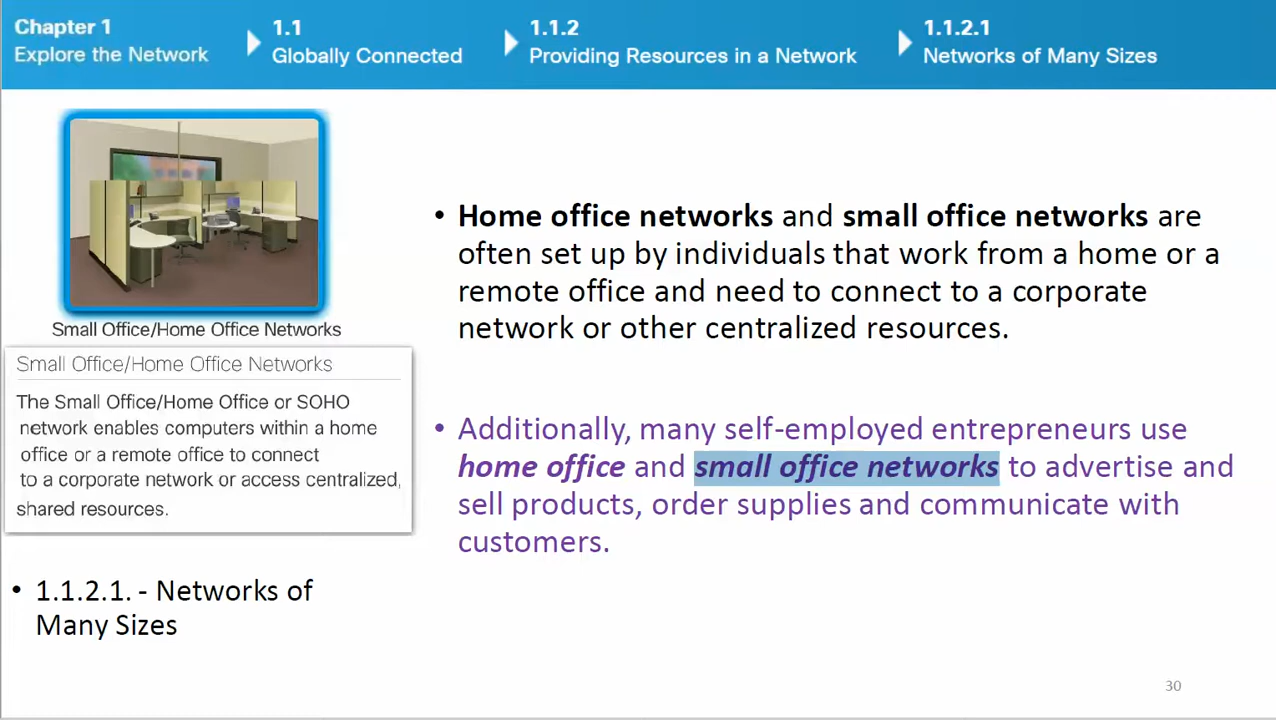 Chapter 1
Explore the Network
1.1
Globally Connected
1.1.2
Providing Resources in a Network
1.1.2.1
Networks of Many Sizes
Small Office/Home Office Networks
Small Office/Home Office Networks
The Small Office/Home Office or SOHO
network enables computers within a home
office or a remote office to connect
to a corporate network or access centralized,
shared resources.
• 1.1.2.1. - Networks of
Many Sizes
• Home office networks and small office networks are
often set up by individuals that work from a home or a
remote office and need to connect to a corporate
network or other centralized resources.
• Additionally, many self-employed entrepreneurs use
home office and small office networks to advertise and
sell products, order supplies and communicate with
customers.
30